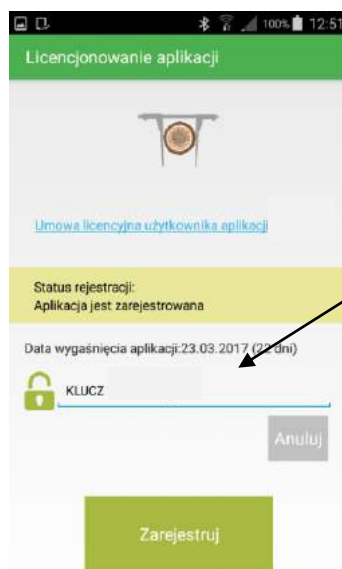 100% 12:51
Licencjonowanie aplikacji
Umowa licencyjna użytkownika aplikacji
Status rejestracji:
Aplikacja jest zarejestrowana
Data wygaśnięcia aplikacji:23.03.2017 (22 dni)
KLUCZ
Anuluj
Zarejestruj